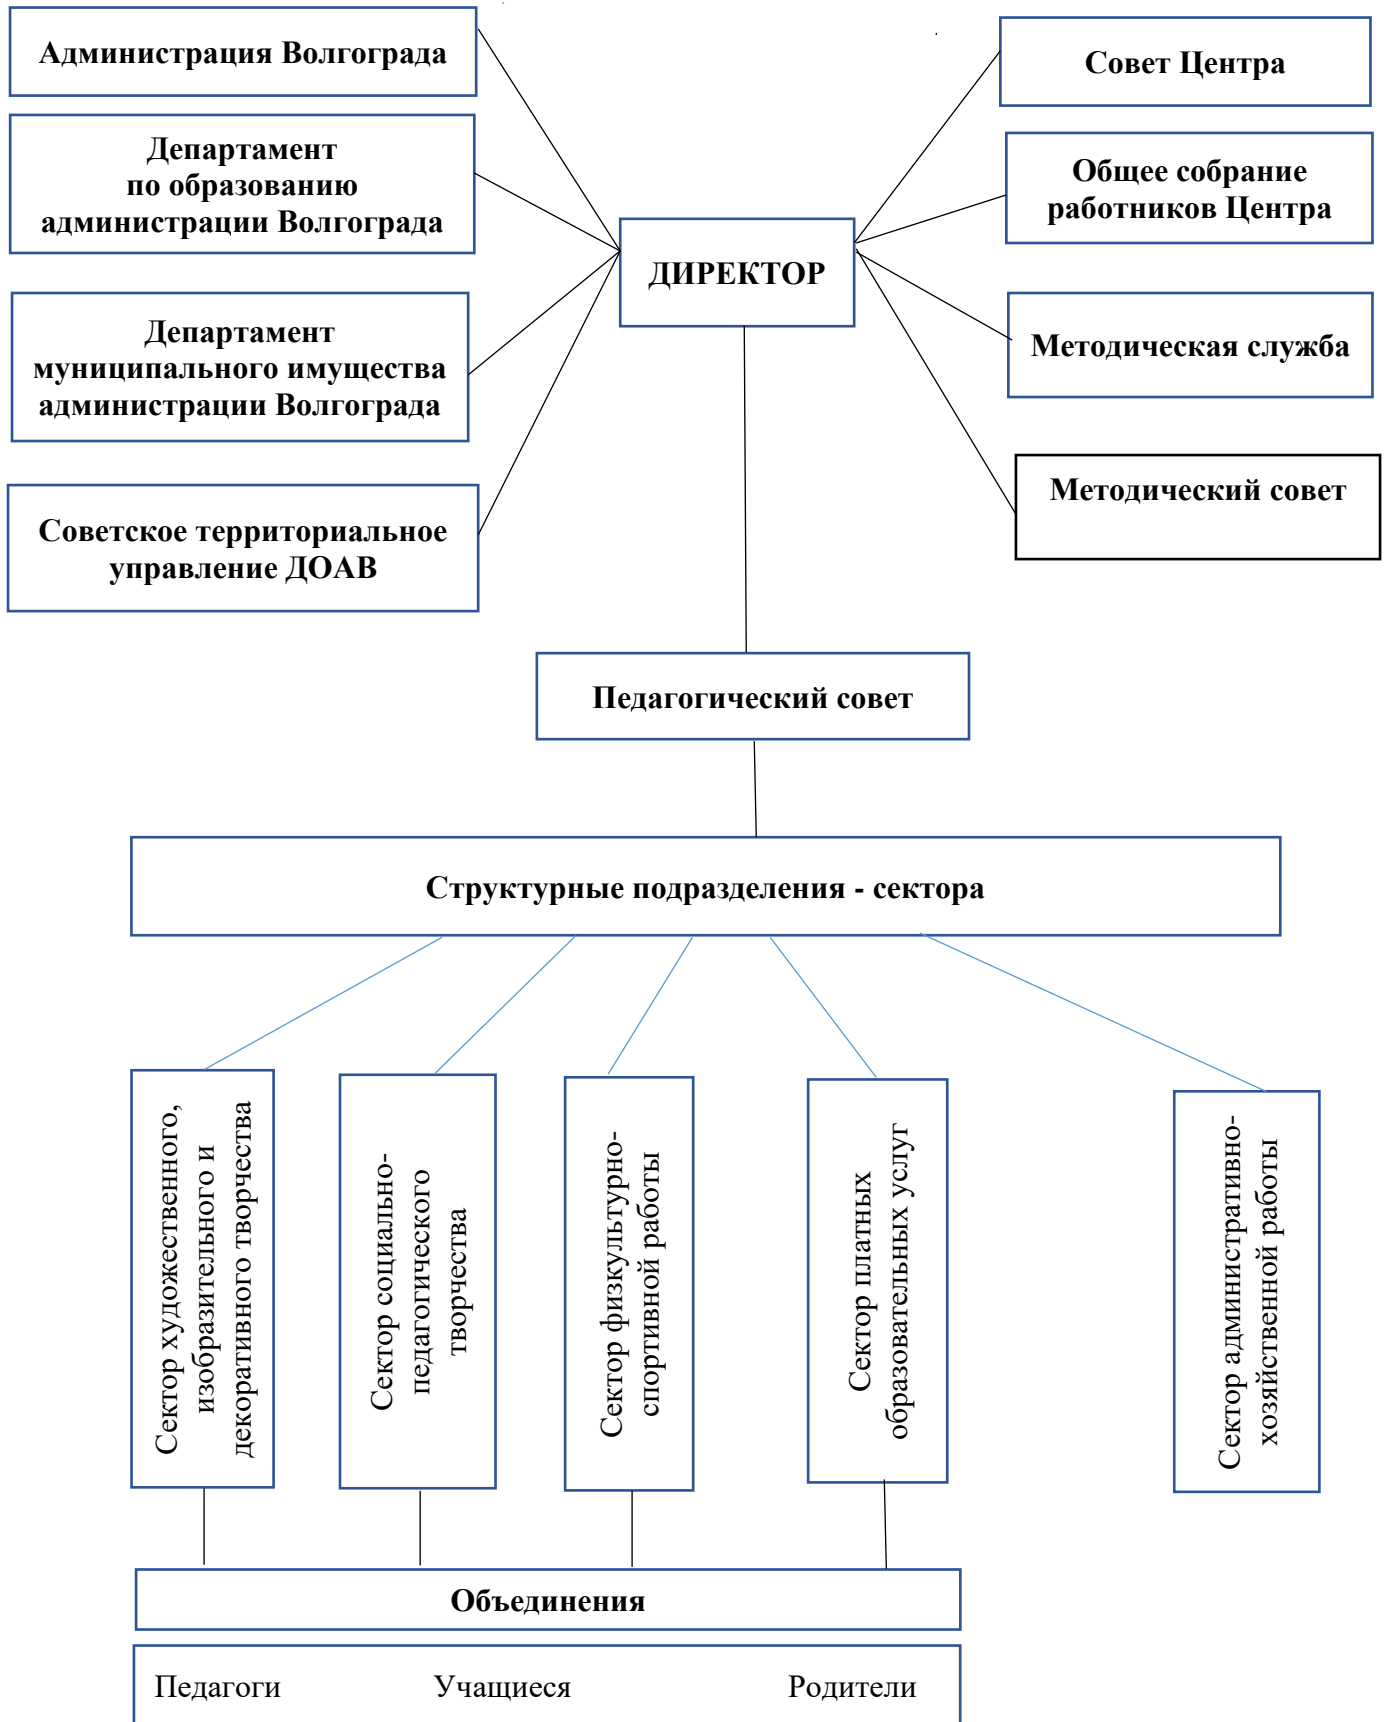 Администрация Волгограда
Департамент
по образованию
администрации Волгограда
Департамент
муниципального имущества
администрации Волгограда
Советское территориальное
управление ДОАВ
ДИРЕКТОР
Совет Центра
Общее собрание
работников Центра
Методическая служба
Методический совет
Педагогический совет
Структурные подразделения - сектора
Сектор художественного,
изобразительного и
декоративного творчества
Сектор социально-
педагогического
творчества
Сектор физкультурно-
спортивной работы
Сектор платных
образовательных услуг
Сектор административно-
хозяйственной работы
Объединения
Педагоги Учащиеся Родители